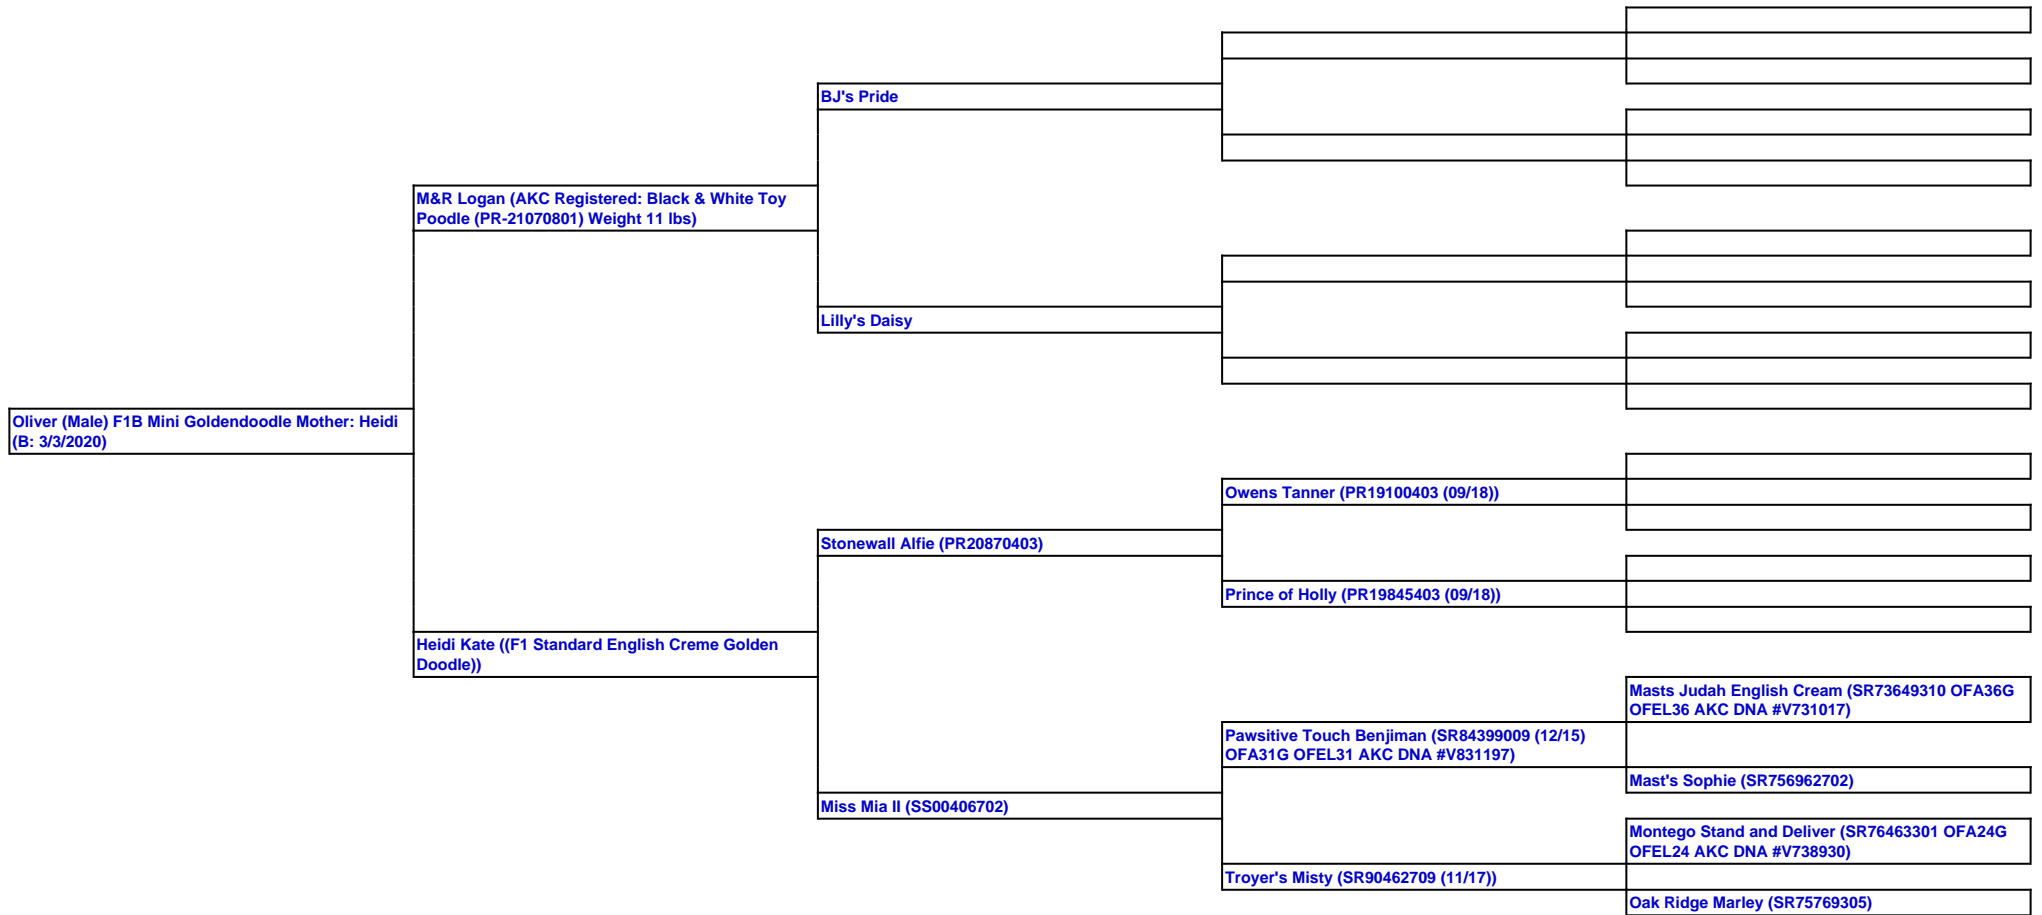 BJ's Pride
M&R Logan (AKC Registered: Black & White Toy
Poodle (PR-21070801) Weight 11 lbs)
Lilly's Daisy
Oliver (Male) F1B Mini Goldendoodle Mother: Heidi
(B: 3/3/2020)
Owens Tanner (PR19100403 (09/18))
Stonewall Alfie (PR20870403)
Prince of Holly (PR19845403 (09/18))
Heidi Kate ((F1 Standard English Creme Golden
Doodle))
Masts Judah English Cream (SR73649310 OFA36G
OFEL36 AKC DNA #V731017)
Pawsitive Touch Benjiman (SR84399009 (12/15)
OFA31G OFEL31 AKC DNA #V831197)
Mast's Sophie (SR756962702)
Miss Mia II (SS00406702)
Montego Stand and Deliver (SR76463301 OFA24G
OFEL24 AKC DNA #V738930)
Troyer's Misty (SR90462709 (11/17))
Oak Ridge Marley (SR75769305)